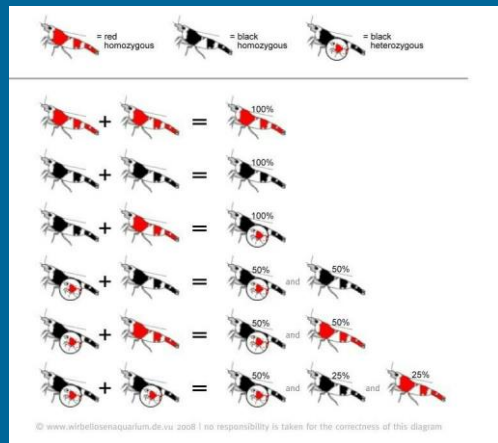 = red homozygous
= black homozygous
= black heterozygous
+ = 100%
+ = 100%
+ = 100%
+ = 50% and 50%
+ = 50% and 50%
+ = 50% and 25% and 25%
© www.wirbellosenaquarium.de.vu 2008 | no responsibility is taken for the correctness of this diagram